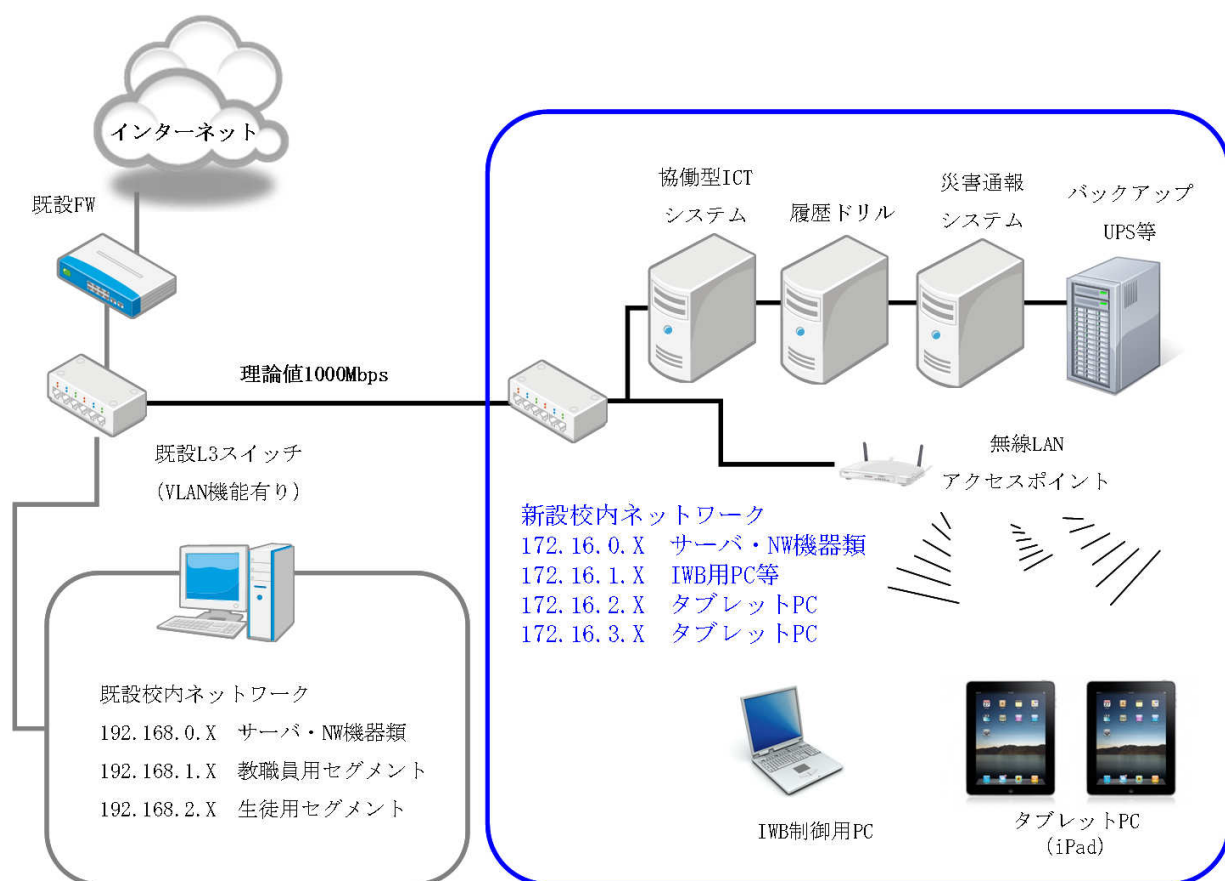 インターネット
既設FW
協働型ICT
システム
履歴ドリル
災害通報
システム
バックアップ
UPS等
理論値1000Mbps
既設L3スイッチ
(VLAN機能有り)
無線LAN
アクセスポイント
新設校内ネットワーク
172.16.0.X サーバ・NW機器類
172.16.1.X IWB用PC等
172.16.2.X タブレットPC
172.16.3.X タブレットPC
既設校内ネットワーク
192.168.0.X サーバ・NW機器類
192.168.1.X 教職員用セグメント
192.168.2.X 生徒用セグメント
IWB制御用PC
タブレットPC
(iPad)